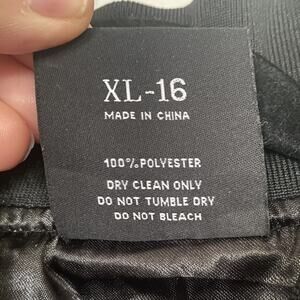 XL-16
MADE IN CHINA
100% POLYESTER
DRY CLEAN ONLY
DO NOT TUMBLE DRY
DO NOT BLEACH